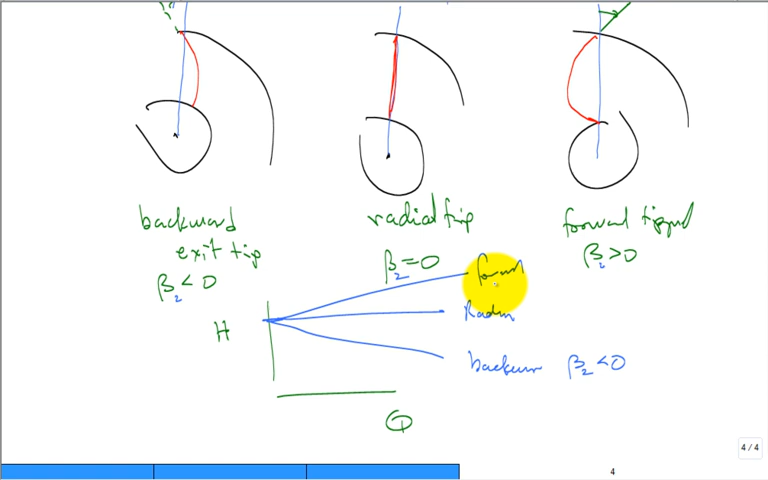 backward
exit tip
β₂ < 0
radial tip
β₂ = 0
forward tipped
β₂ > 0
H
forward
Radial
backward β₂ < 0
Q
4 / 4
4